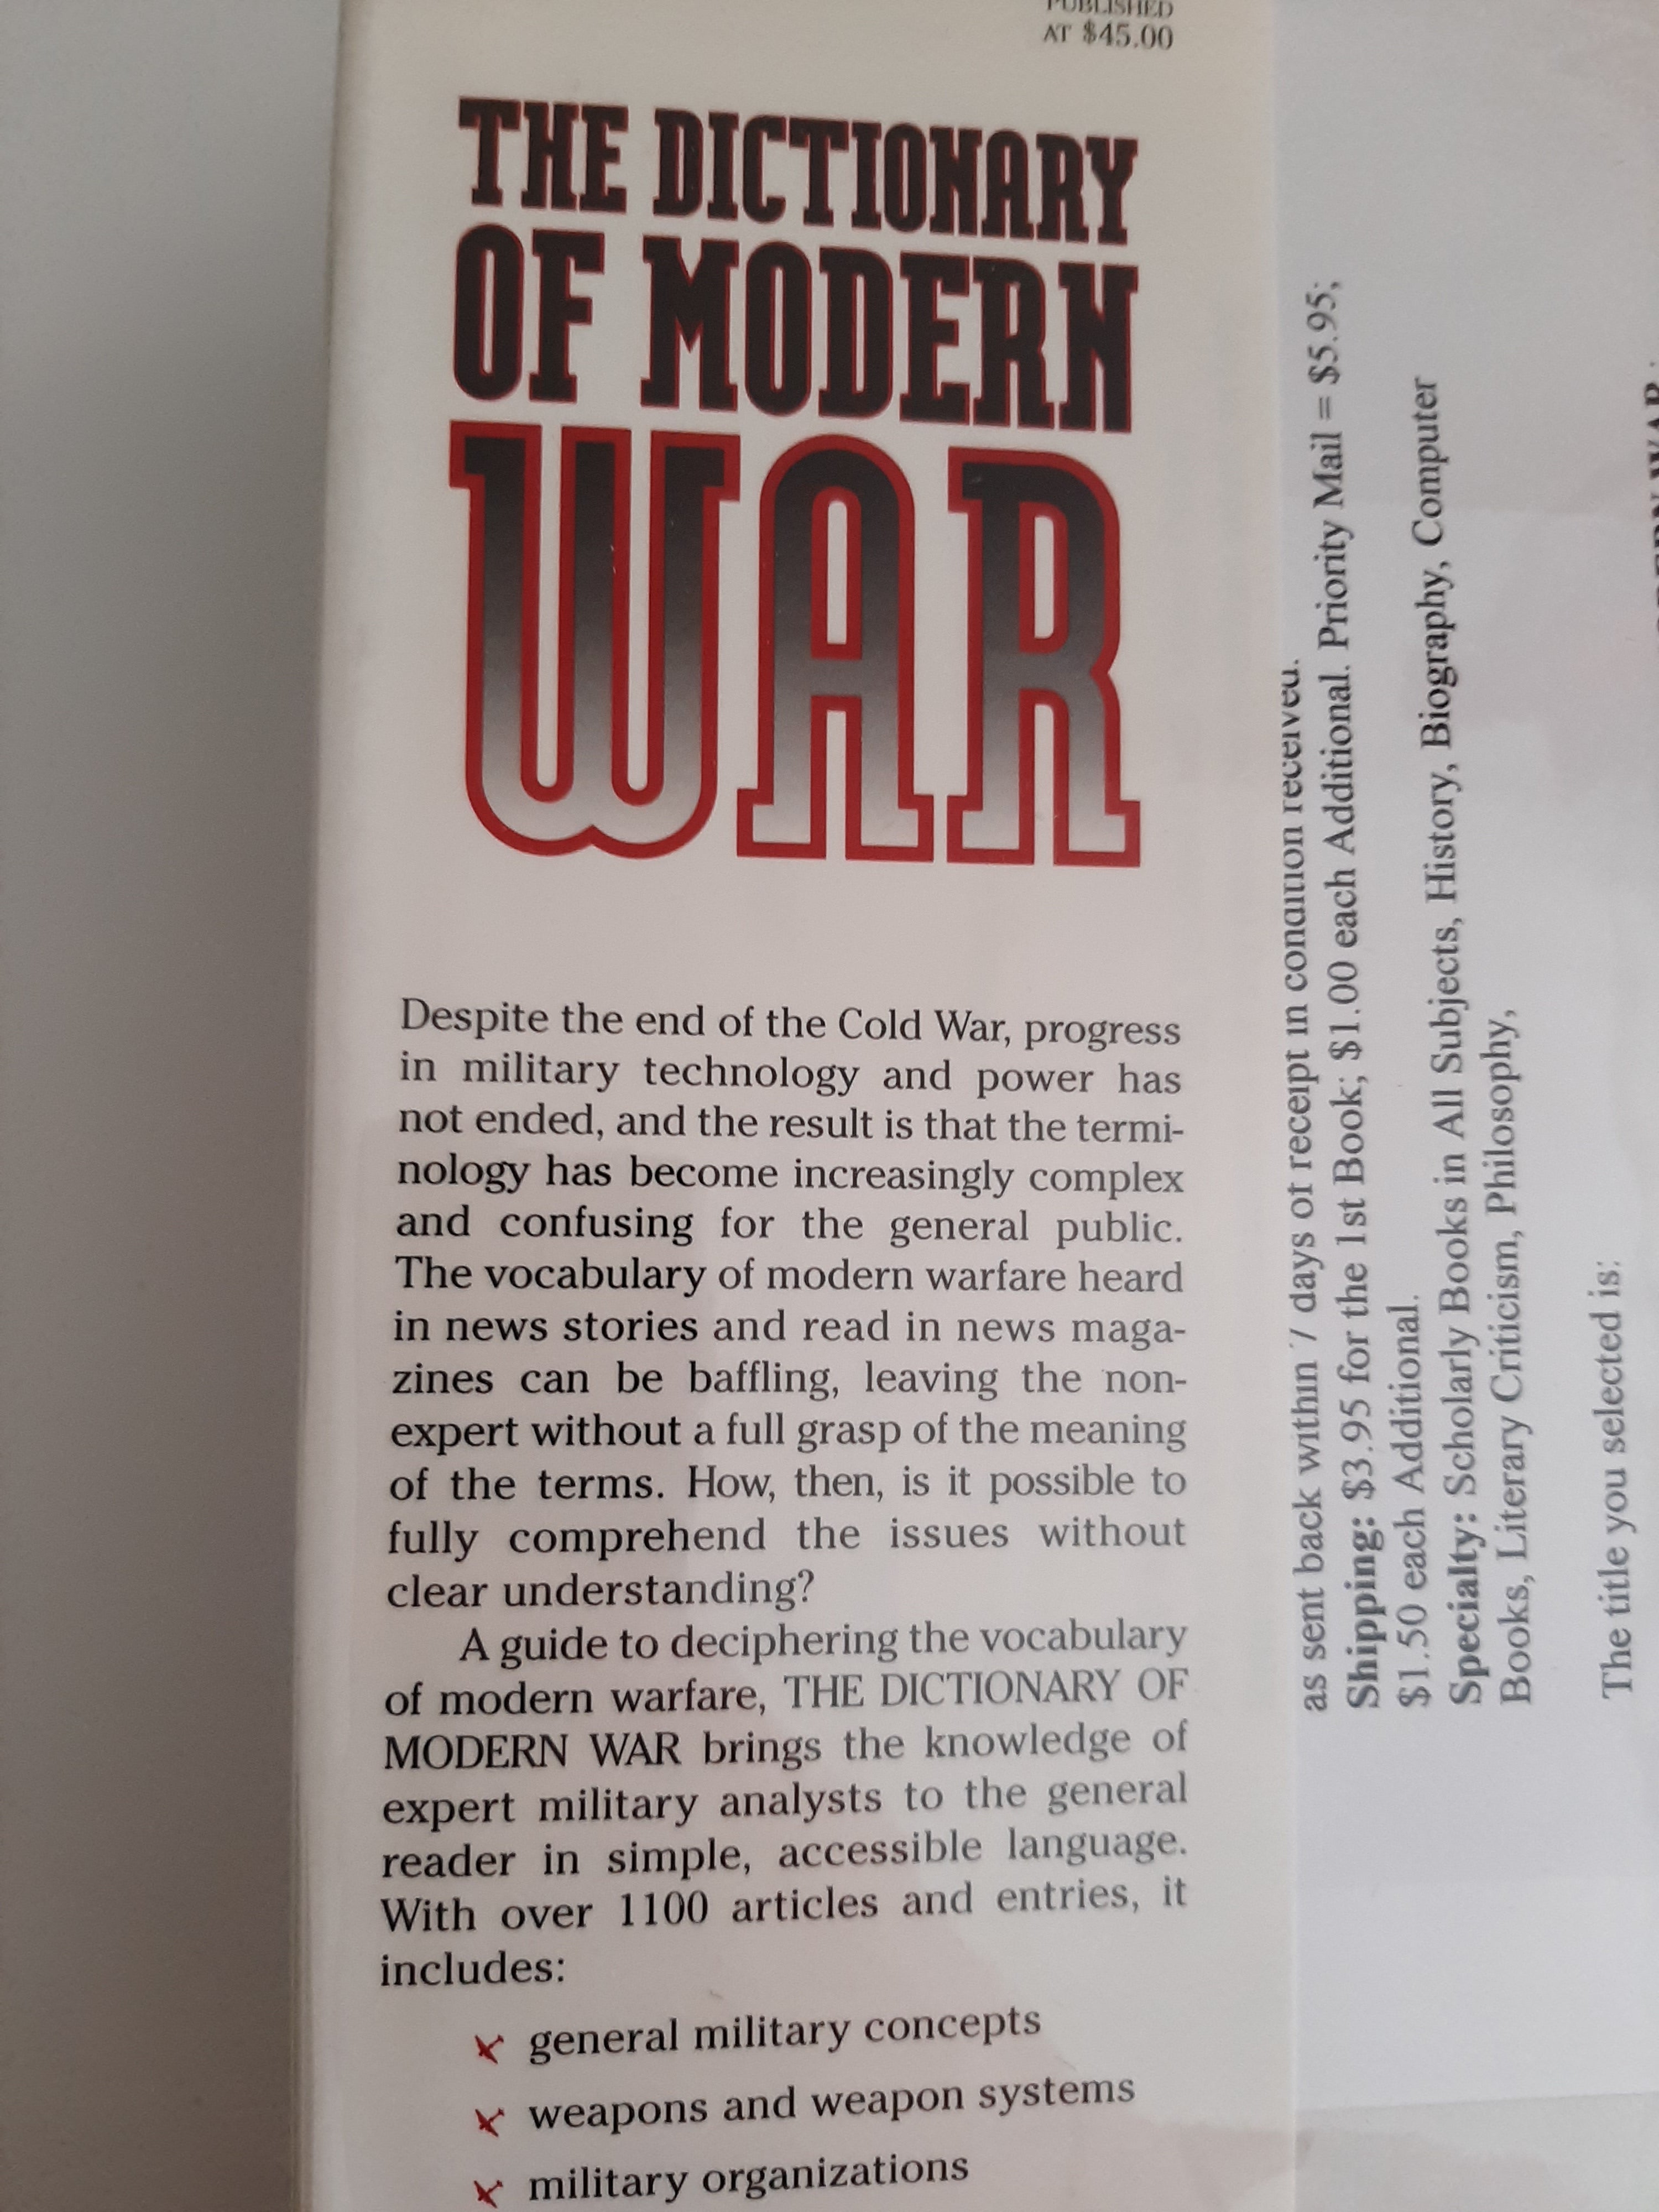 PUBLISHED
AT $45.00
THE DICTIONARY
OF MODERN
WAR
Despite the end of the Cold War, progress
in military technology and power has
not ended, and the result is that the termi-
nology has become increasingly complex
and confusing for the general public.
The vocabulary of modern warfare heard
in news stories and read in news maga-
zines can be baffling, leaving the non-
expert without a full grasp of the meaning
of the terms. How, then, is it possible to
fully comprehend the issues without
clear understanding?
A guide to deciphering the vocabulary
of modern warfare, THE DICTIONARY OF
MODERN WAR brings the knowledge of
expert military analysts to the general
reader in simple, accessible language.
With over 1100 articles and entries, it
includes:
general military concepts
weapons and weapon systems
military organizations
as sent back within 7 days of receipt in condition received.
Shipping: $3.95 for the 1st Book; $1.00 each Additional. Priority Mail = $5.95;
$1.50 each Additional.
Specialty: Scholarly Books in All Subjects, History, Biography, Computer
Books, Literary Criticism, Philosophy,
The title you selected is: